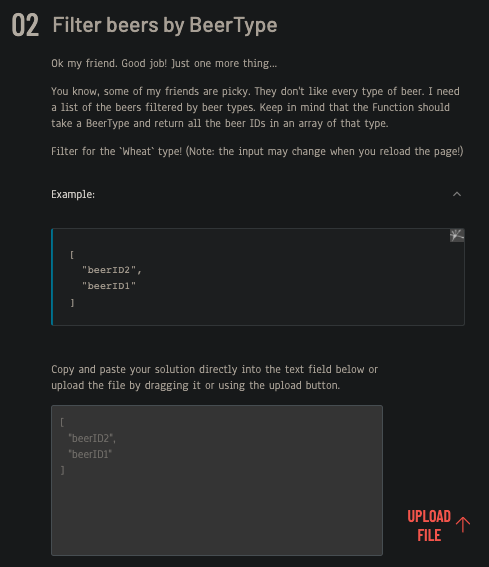 02 Filter beers by BeerType
Ok my friend. Good job! Just one more thing...
You know, some of my friends are picky. They don't like every type of beer. I need
a list of the beers filtered by beer types. Keep in mind that the Function should
take a BeerType and return all the beer IDs in an array of that type.
Filter for the `Wheat` type! (Note: the input may change when you reload the page!)
Example:
[
"beerID2",
"beerID1"
]
Copy and paste your solution directly into the text field below or
upload the file by dragging it or using the upload button.
[
"beerID2",
"beerID1"
]
UPLOAD
FILE